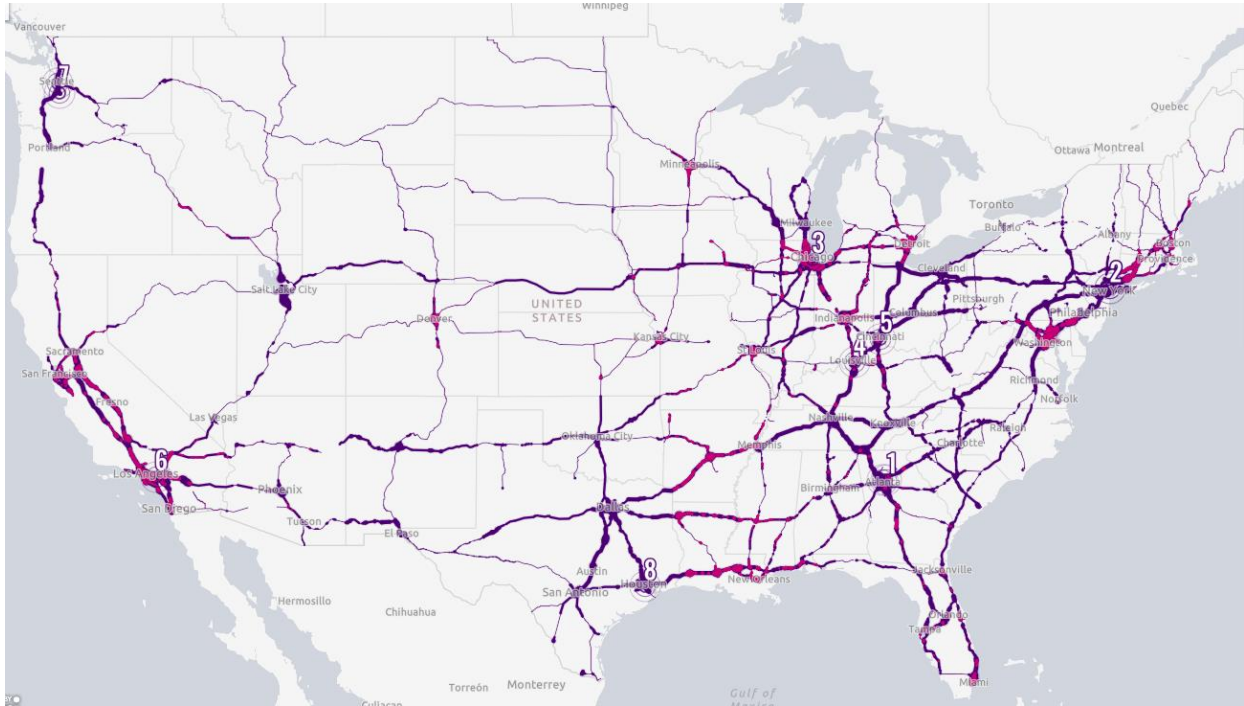 Winnipeg
Vancouver
7
Seattle
Quebec
Ottawa
Montreal
Portland
Minneapolis
Toronto
Milwaukee
Buffalo
Albany
3
Detroit
Boston
Chicago
Providence
Cleveland
2
New York
Salt Lake City
UNITED
STATES
Pittsburgh
Denver
Indianapolis
5
Columbus
Philadelphia
Kansas City
Cincinnati
Washington
Sacramento
St Louis
4
Louisville
San Francisco
Richmond
Fresno
Norfolk
Las Vegas
Nashville
Knoxville
Raleigh
Oklahoma City
Memphis
Charlotte
6
Los Angeles
1
Phoenix
Birmingham
Atlanta
San Diego
Dallas
Tucson
El Paso
8
Austin
Houston
New Orleans
Jacksonville
San Antonio
Hermosillo
Chihuahua
Orlando
Tampa
Torreón
Monterrey
Miami
Gulf of
Mexico
Culiacan